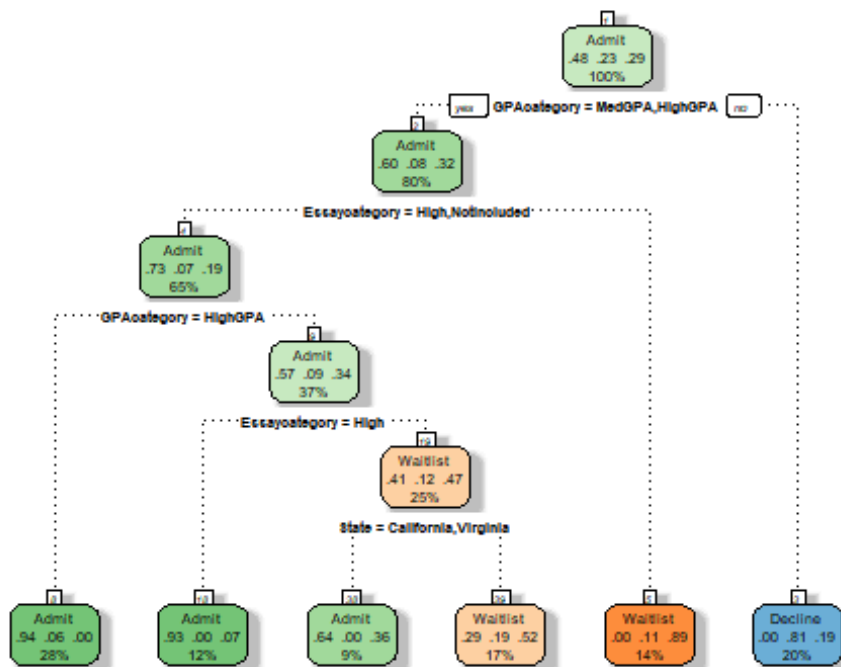 1
Admit
.48 .23 .29
100%
yes GPAcategory = MedGPA,HighGPA no
2
Admit
.60 .08 .32
80%
Essaycategory = High,NotIncluded
4
Admit
.73 .07 .19
65%
GPAcategory = HighGPA
9
Admit
.57 .09 .34
37%
Essaycategory = High
19
Waitlist
.41 .12 .47
25%
State = California,Virginia
8
Admit
.94 .06 .00
28%
18
Admit
.93 .00 .07
12%
38
Admit
.64 .00 .36
9%
39
Waitlist
.29 .19 .52
17%
5
Waitlist
.00 .11 .89
14%
3
Decline
.00 .81 .19
20%